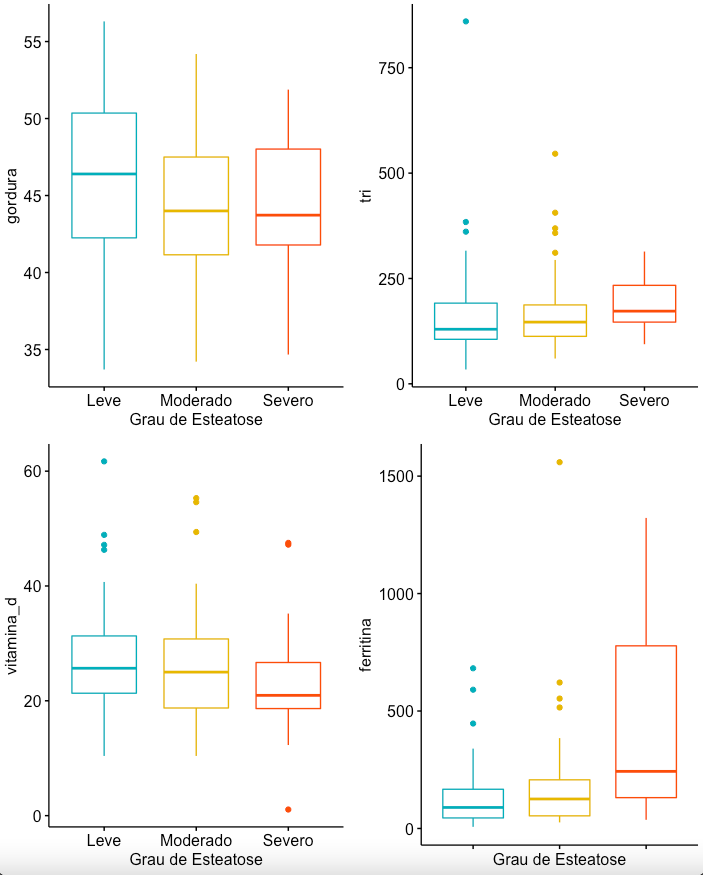 gordura
55
50
45
40
35
Leve Moderado Severo
Grau de Esteatose
tri
750
500
250
0
Leve Moderado Severo
Grau de Esteatose
vitamina_d
60
40
20
0
Leve Moderado Severo
Grau de Esteatose
ferritina
1500
1000
500
0
Grau de Esteatose